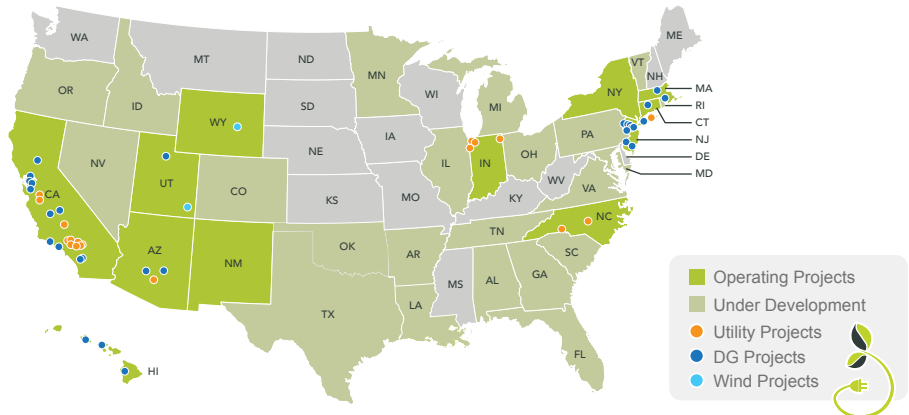 WA
MT
ND
ME
OR
ID
MN
WI
MI
VT
NH
NY
MA
RI
CT
NJ
DE
MD
SD
WY
IA
PA
NE
NV
UT
CO
IL
IN
OH
WV
VA
CA
KS
MO
KY
NC
TN
OK
AR
SC
AZ
NM
MS
AL
GA
LA
TX
FL
HI
Operating Projects
Under Development
Utility Projects
DG Projects
Wind Projects